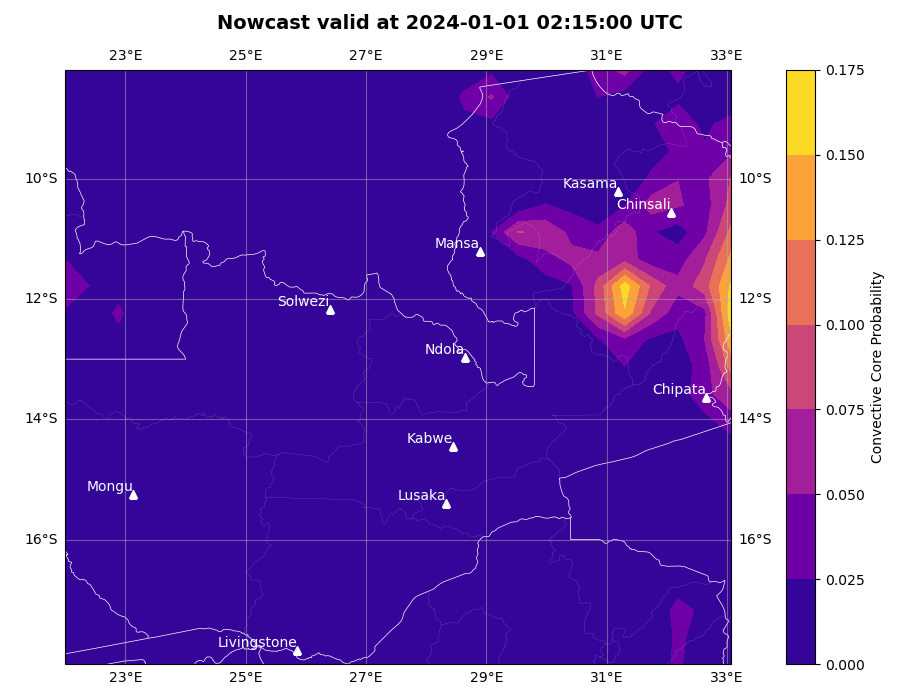 Nowcast valid at 2024-01-01 02:15:00 UTC
23°E 25°E 27°E 29°E 31°E 33°E
0.175
0.150
10°S Kasama 10°S
Chinsali
0.125
Mansa
12°S Solwezi 12°S
0.100
Ndola
Convective Core Probability
Chipata
0.075
14°S 14°S
Kabwe
Mongu
Lusaka
0.050
16°S 16°S
0.025
Livingstone
0.000
23°E 25°E 27°E 29°E 31°E 33°E